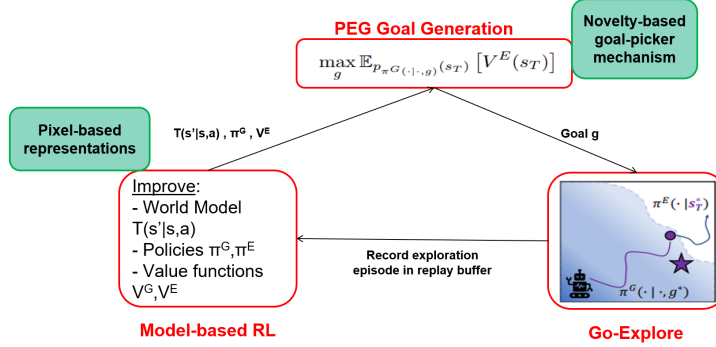 PEG Goal Generation
max_g 𝔼_{p_{π^G(·|·,g)}(s_T)} [V^E(s_T)]
Novelty-based
goal-picker
mechanism
Pixel-based
representations
T(s'|s,a) , π^G , V^E
Goal g
Improve:
- World Model
T(s'|s,a)
- Policies π^G,π^E
- Value functions
V^G,V^E
Model-based RL
Record exploration
episode in replay buffer
π^E(· |s_T^*)
π^G(· | ·, g^*)
Go-Explore